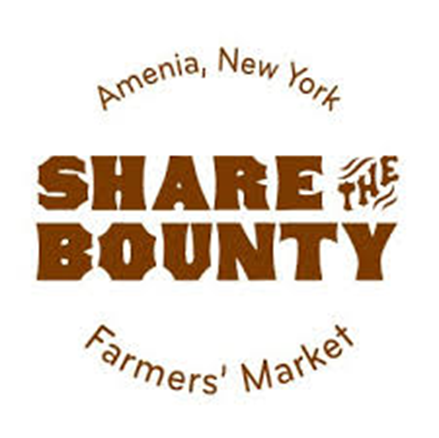 Amenia, New York
SHARE THE
BOUNTY
Farmers' Market